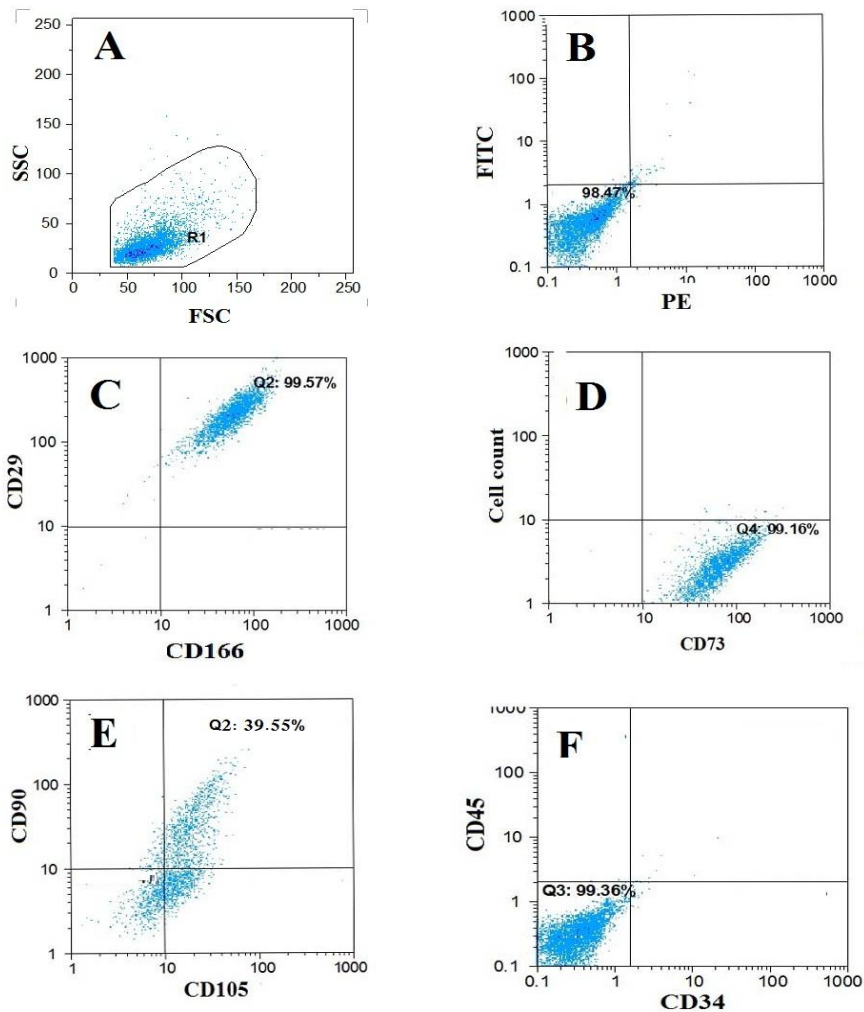 A
SSC
250
200
150
100
50
0
R1
0 50 100 150 200 250
FSC
B
FITC
1000
100
10
1
0.1
98.47%
0.1 1 10 100 1000
PE
C
CD29
1000
100
10
1
Q2: 99.57%
1 10 100 1000
CD166
D
Cell count
1000
100
10
1
Q4: 99.16%
1 10 100 1000
CD73
E
CD90
1000
100
10
1
Q2: 39.55%
1 10 100 1000
CD105
F
CD45
1000
100
10
1
0.1
Q3: 99.36%
0.1 1 10 100 1000
CD34